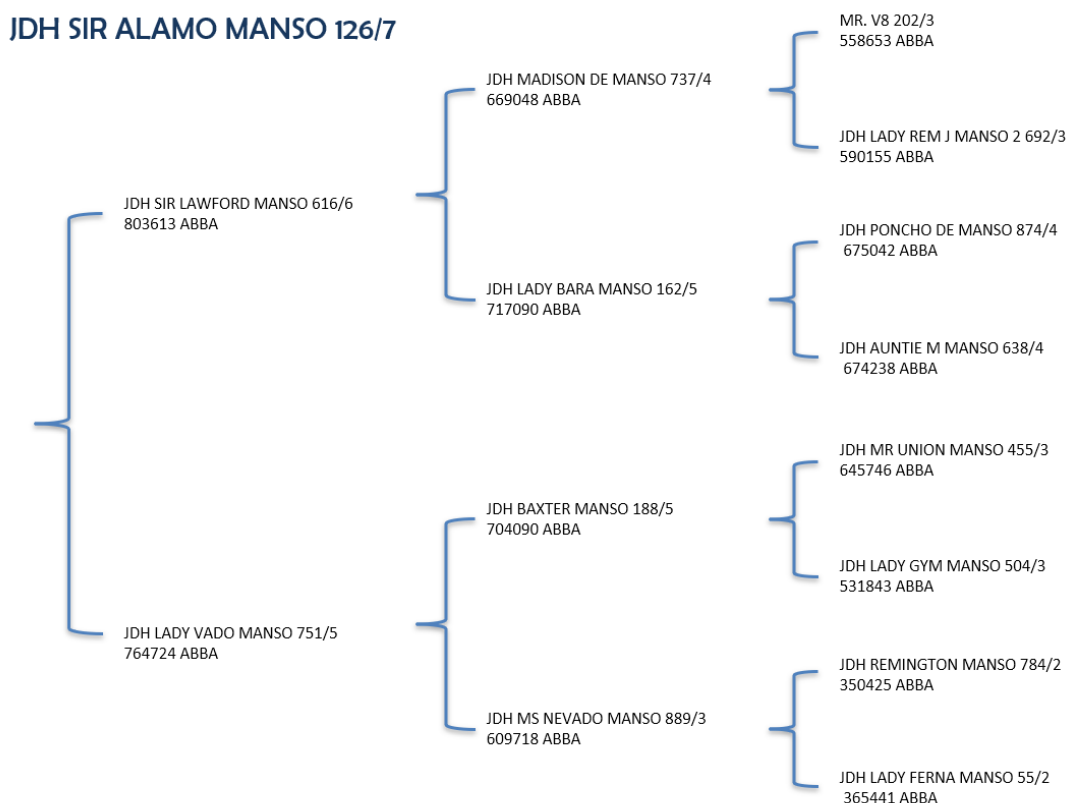 JDH SIR ALAMO MANSO 126/7
MR. V8 202/3
558653 ABBA
JDH MADISON DE MANSO 737/4
669048 ABBA
JDH LADY REM J MANSO 2 692/3
590155 ABBA
JDH SIR LAWFORD MANSO 616/6
803613 ABBA
JDH PONCHO DE MANSO 874/4
675042 ABBA
JDH LADY BARA MANSO 162/5
717090 ABBA
JDH AUNTIE M MANSO 638/4
674238 ABBA
JDH MR UNION MANSO 455/3
645746 ABBA
JDH BAXTER MANSO 188/5
704090 ABBA
JDH LADY GYM MANSO 504/3
531843 ABBA
JDH LADY VADO MANSO 751/5
764724 ABBA
JDH REMINGTON MANSO 784/2
350425 ABBA
JDH MS NEVADO MANSO 889/3
609718 ABBA
JDH LADY FERNA MANSO 55/2
365441 ABBA